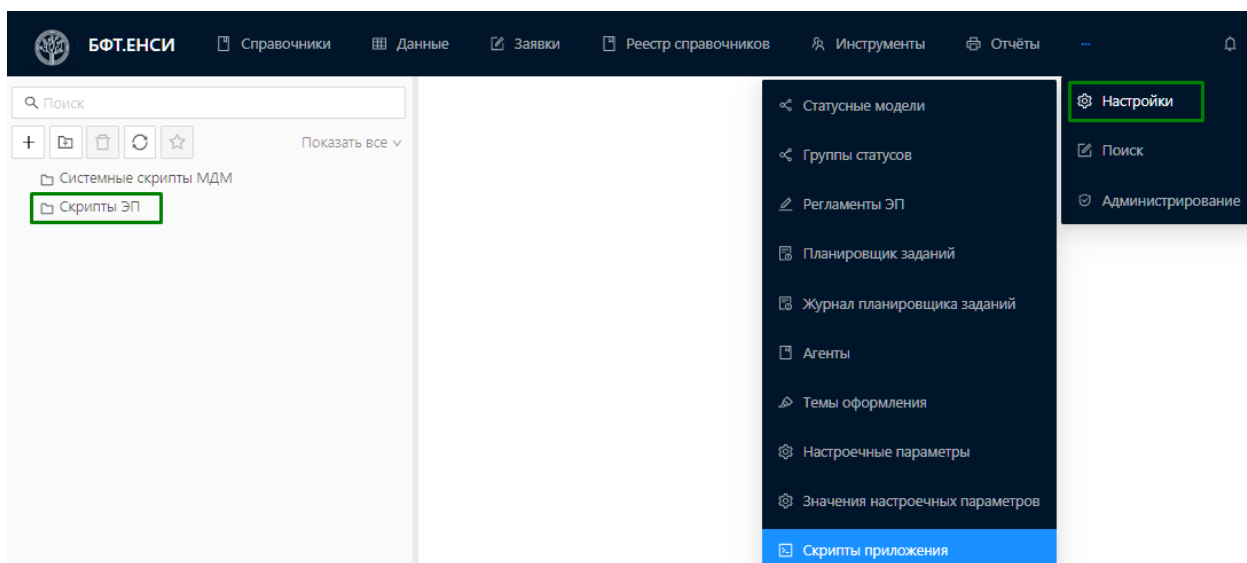 БФТ.ЕНСИ Справочники Данные Заявки Реестр справочников Инструменты Отчёты ...
Поиск
Показать все
Системные скрипты МДМ
Скрипты ЭП
Статусные модели
Группы статусов
Регламенты ЭП
Планировщик заданий
Журнал планировщика заданий
Агенты
Темы оформления
Настроечные параметры
Значения настроечных параметров
Скрипты приложения
Настройки
Поиск
Администрирование